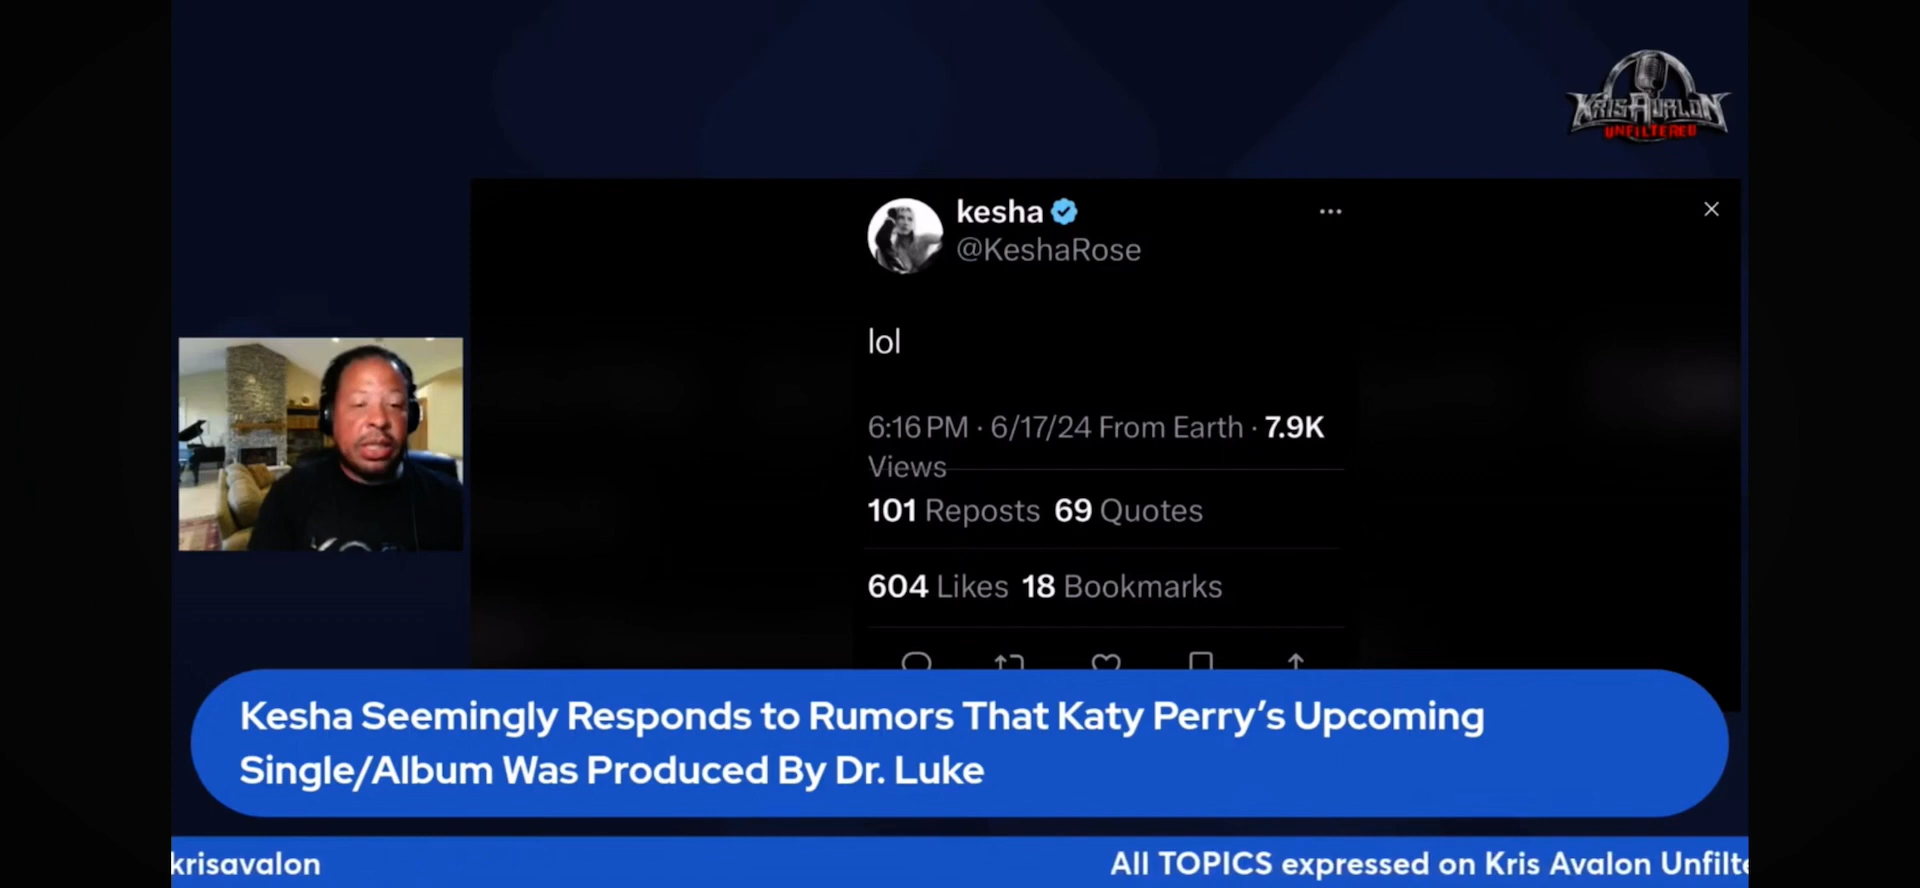 KRIS AVALON
UNFILTERED
kesha
@KeshaRose
lol
6:16 PM · 6/17/24 From Earth · 7.9K
Views
101 Reposts 69 Quotes
604 Likes 18 Bookmarks
Kesha Seemingly Responds to Rumors That Katy Perry’s Upcoming
Single/Album Was Produced By Dr. Luke
krisavalon
All TOPICS expressed on Kris Avalon Unfilte